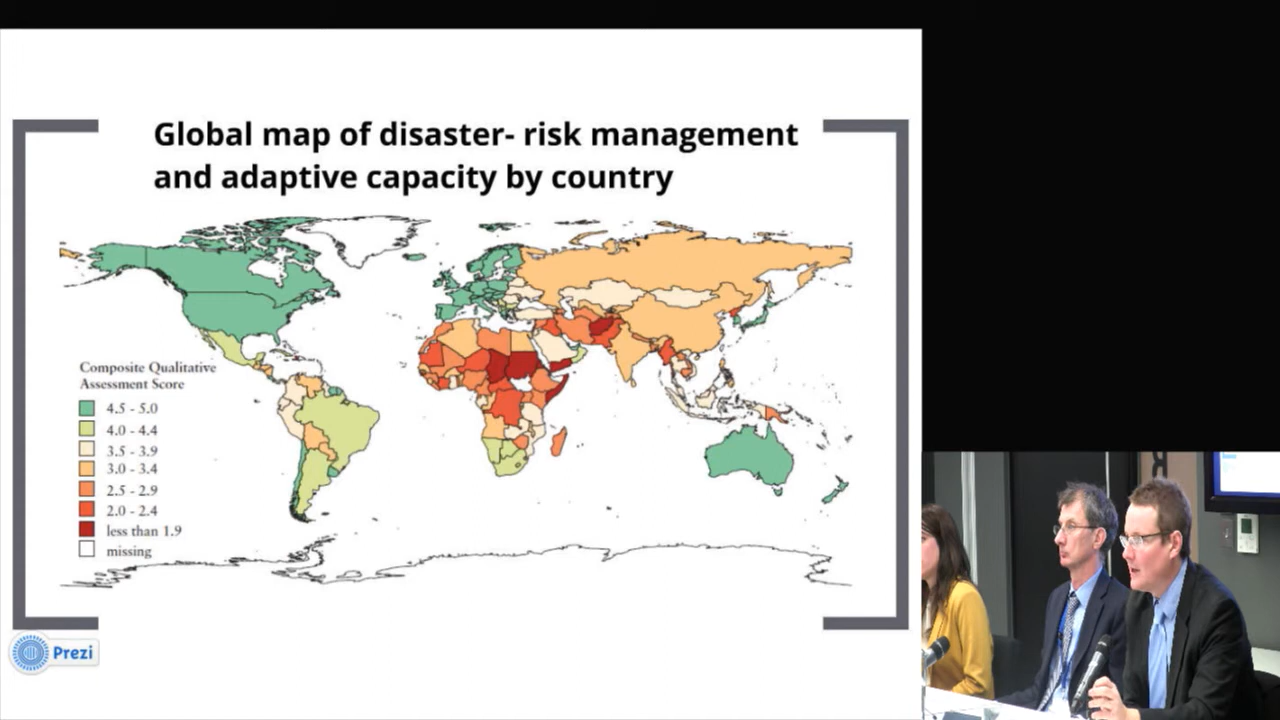 Global map of disaster- risk management
and adaptive capacity by country
Composite Qualitative
Assessment Score
4.5 - 5.0
4.0 - 4.4
3.5 - 3.9
3.0 - 3.4
2.5 - 2.9
2.0 - 2.4
less than 1.9
missing
Prezi